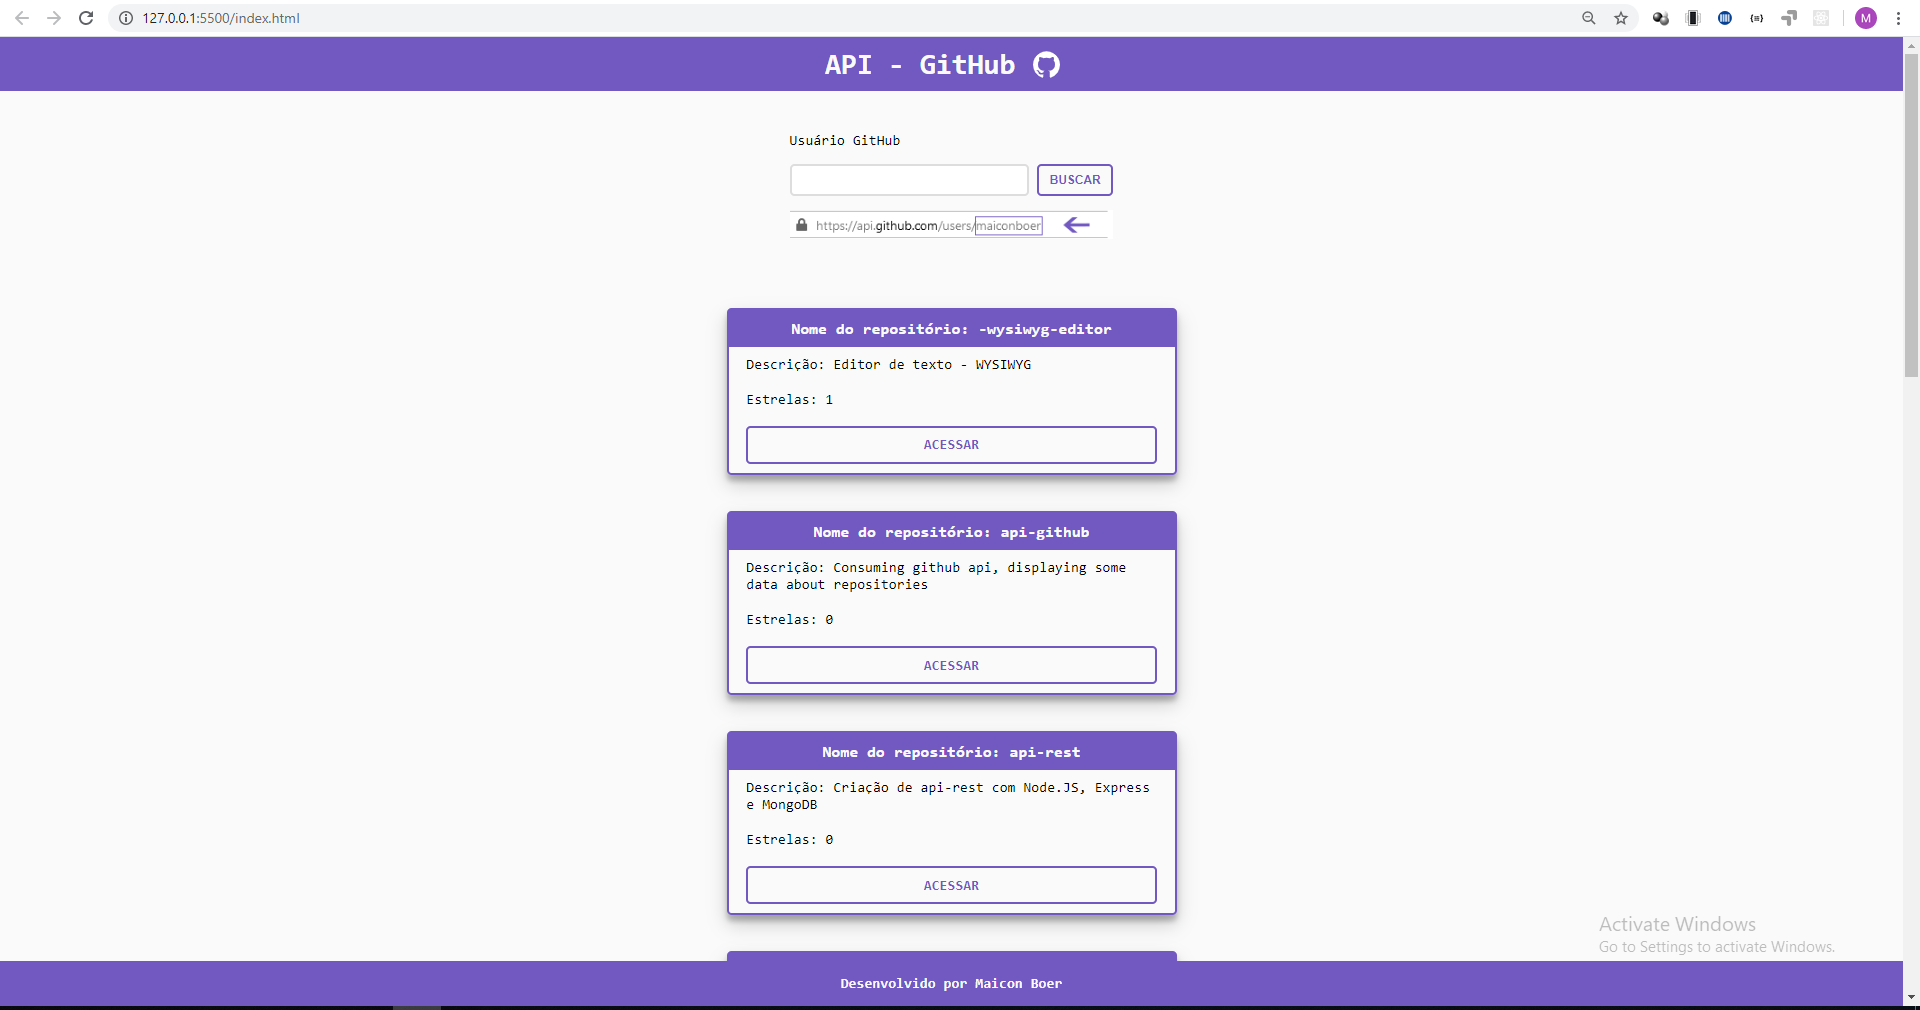 127.0.0.1:5500/index.html
M
API - GitHub
Usuário GitHub
BUSCAR
https://api.github.com/users/maiconboer
Nome do repositório: -wysiwyg-editor
Descrição: Editor de texto - WYSIWYG
Estrelas: 1
ACESSAR
Nome do repositório: api-github
Descrição: Consuming github api, displaying some
data about repositories
Estrelas: 0
ACESSAR
Nome do repositório: api-rest
Descrição: Criação de api-rest com Node.JS, Express
e MongoDB
Estrelas: 0
ACESSAR
Activate Windows
Go to Settings to activate Windows.
Desenvolvido por Maicon Boer